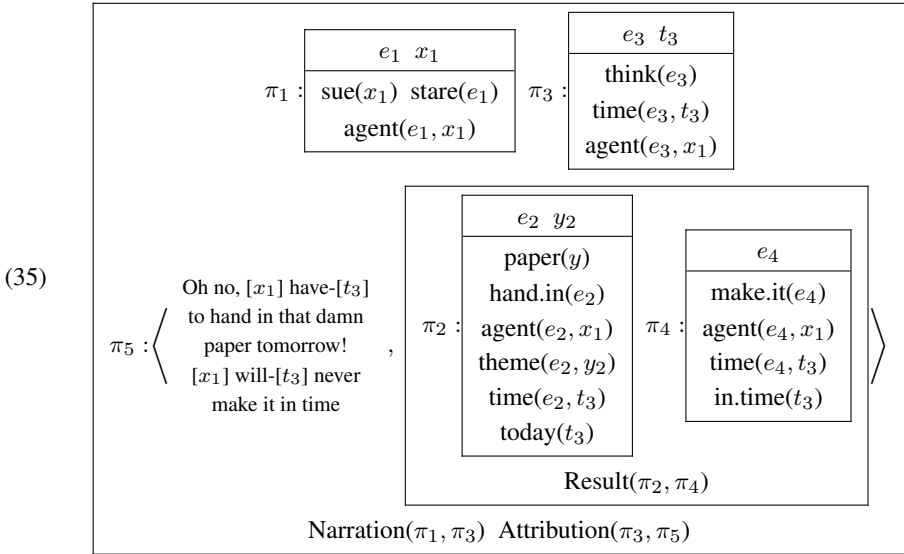 (35)
π₁ :
e₁ x₁
sue(x₁) stare(e₁)
agent(e₁, x₁)
π₃ :
e₃ t₃
think(e₃)
time(e₃, t₃)
agent(e₃, x₁)
π₅ : ⟨
Oh no, [x₁] have-[t₃]
to hand in that damn
paper tomorrow!
[x₁] will-[t₃] never
make it in time
,
π₂ :
e₂ y₂
paper(y)
hand.in(e₂)
agent(e₂, x₁)
theme(e₂, y₂)
time(e₂, t₃)
today(t₃)
π₄ :
e₄
make.it(e₄)
agent(e₄, x₁)
time(e₄, t₃)
in.time(t₃)
Result(π₂, π₄)
⟩
Narration(π₁, π₃) Attribution(π₃, π₅)